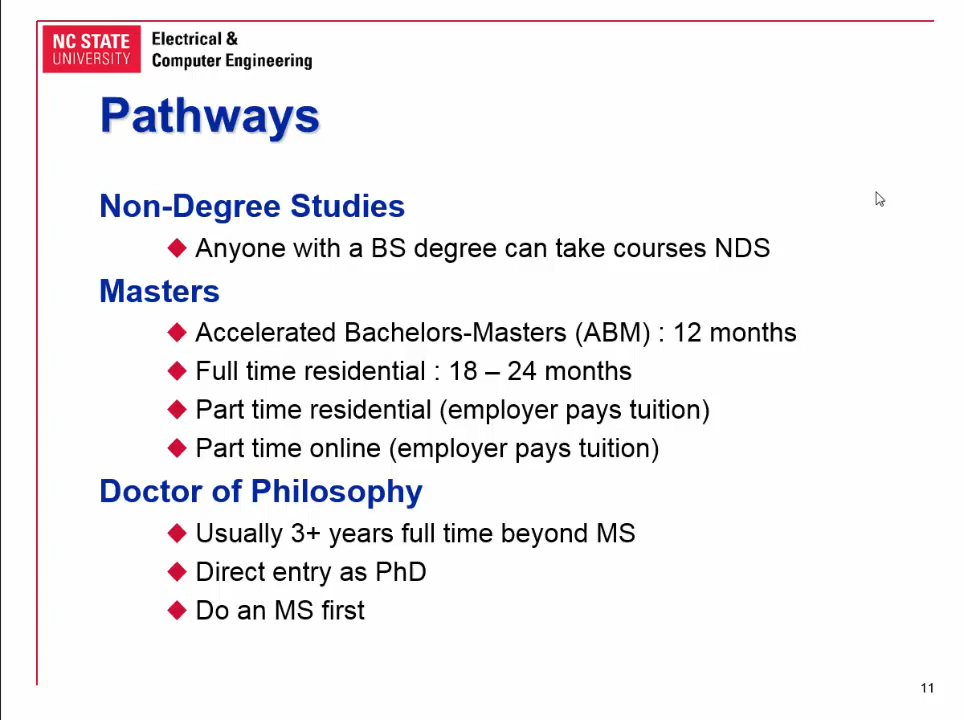 NC STATE
UNIVERSITY
Electrical &
Computer Engineering
Pathways
Non-Degree Studies
Anyone with a BS degree can take courses NDS
Masters
Accelerated Bachelors-Masters (ABM) : 12 months
Full time residential : 18 – 24 months
Part time residential (employer pays tuition)
Part time online (employer pays tuition)
Doctor of Philosophy
Usually 3+ years full time beyond MS
Direct entry as PhD
Do an MS first
11